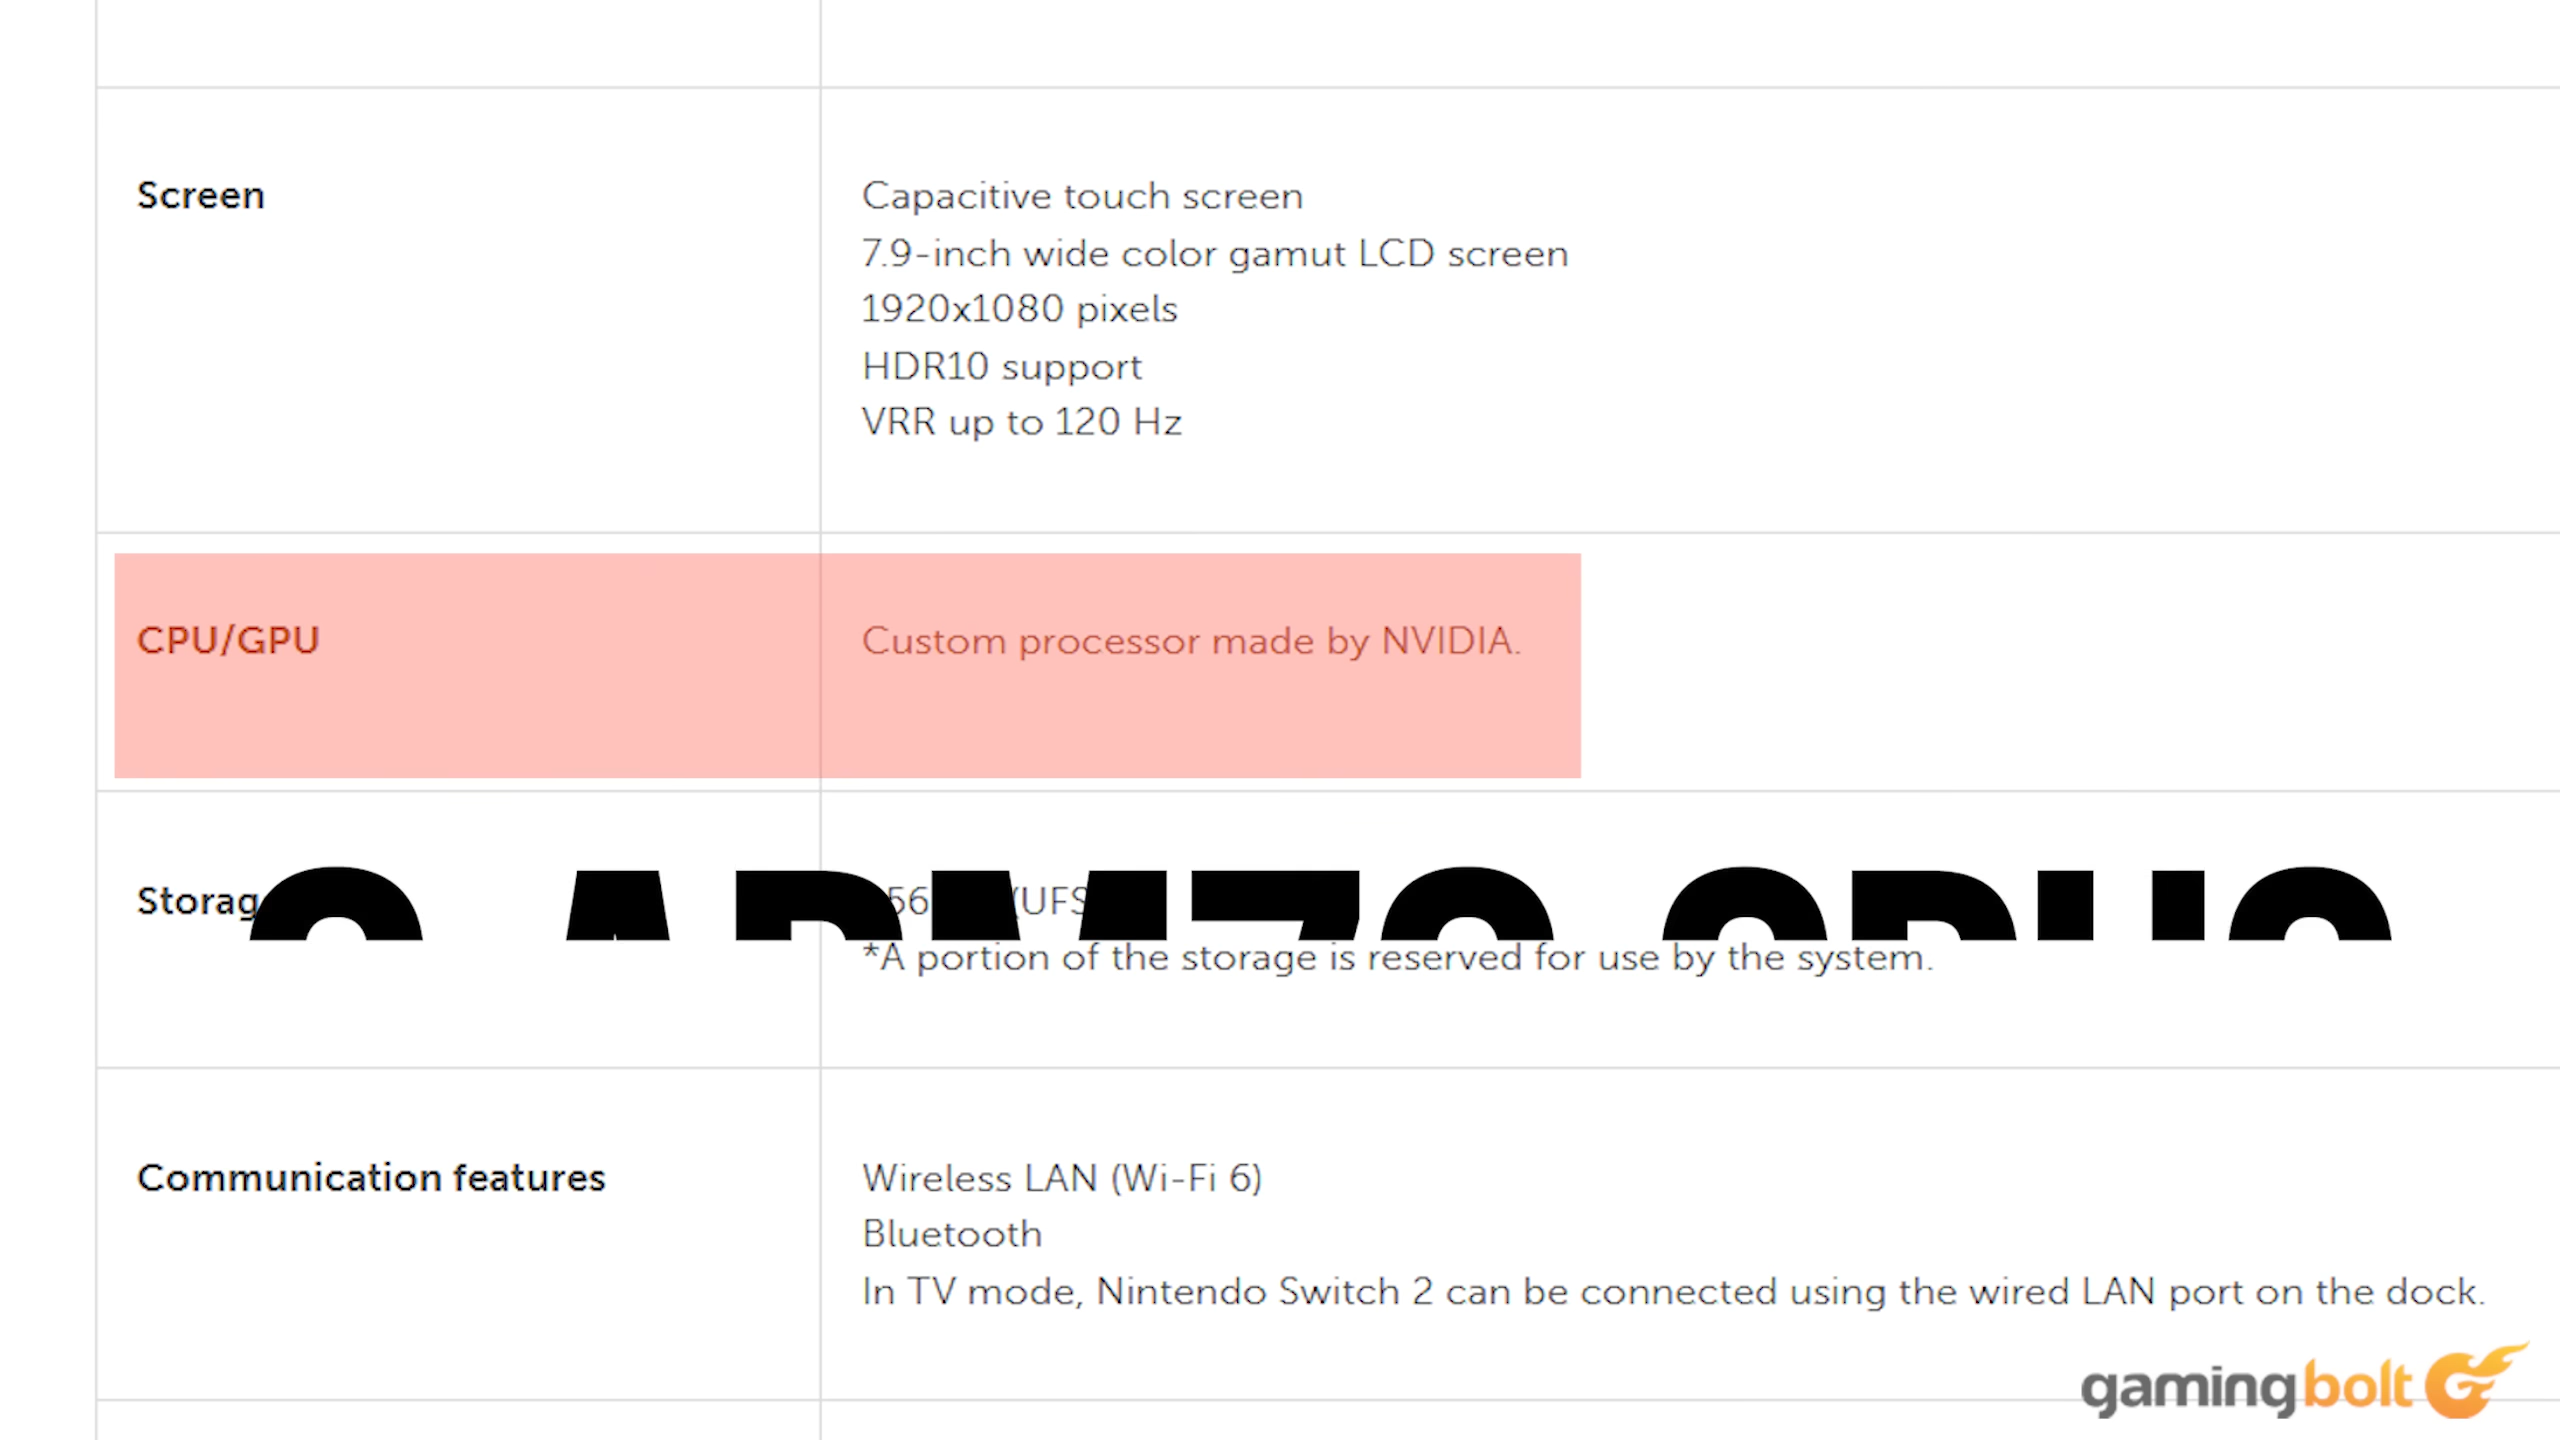 Screen
Capacitive touch screen
7.9-inch wide color gamut LCD screen
1920x1080 pixels
HDR10 support
VRR up to 120 Hz
CPU/GPU
Custom processor made by NVIDIA.
*A portion of the storage is reserved for use by the system.
Communication features
Wireless LAN (Wi-Fi 6)
Bluetooth
In TV mode, Nintendo Switch 2 can be connected using the wired LAN port on the dock.
gamingbolt